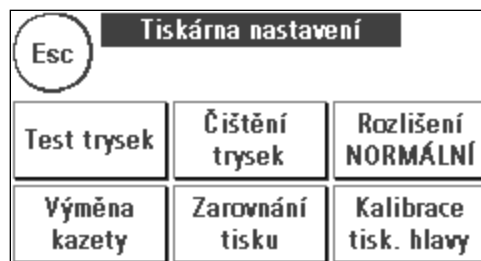 Tiskárna nastavení
Esc
Test trysek
Čištění
trysek
Rozlišení
NORMÁLNÍ
Výměna
kazety
Zarovnání
tisku
Kalibrace
tisk. hlavy